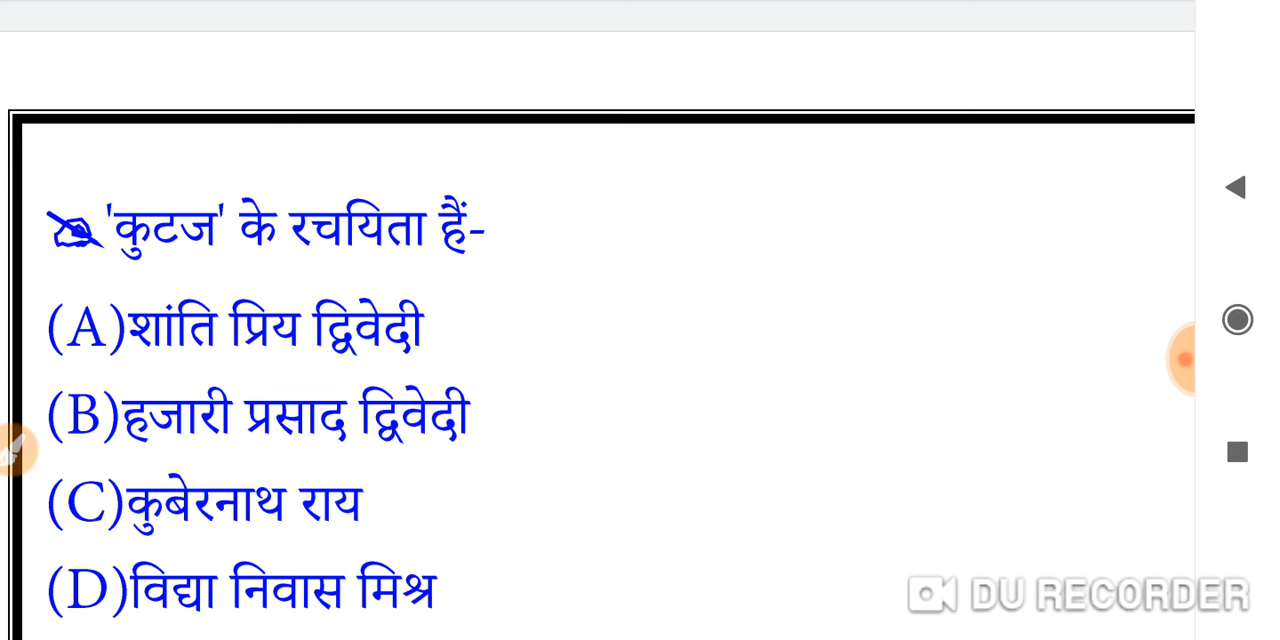 'कुटज' के रचयिता हैं-
(A)शांति प्रिय द्विवेदी
(B)हजारी प्रसाद द्विवेदी
(C)कुबेरनाथ राय
(D)विद्या निवास मिश्र
DU RECORDER